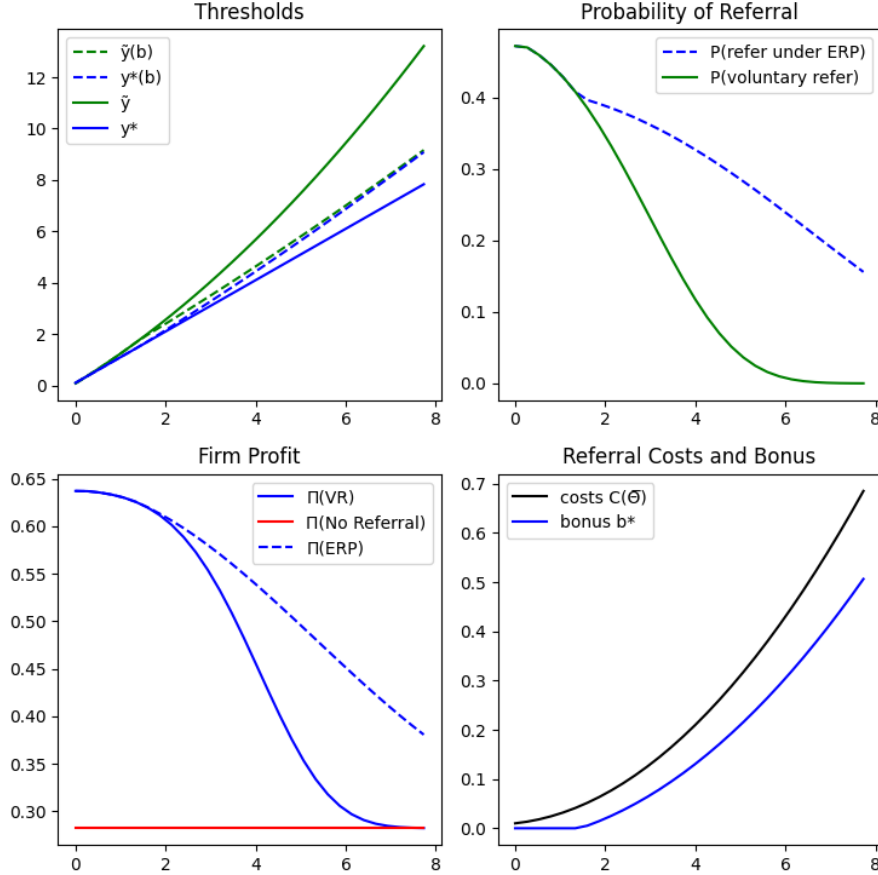 Thresholds
ỹ(b)
y*(b)
ỹ
y*
12
10
8
6
4
2
0
0 2 4 6 8
Probability of Referral
P(refer under ERP)
P(voluntary refer)
0.4
0.3
0.2
0.1
0.0
0 2 4 6 8
Firm Profit
Π(VR)
Π(No Referral)
Π(ERP)
0.65
0.60
0.55
0.50
0.45
0.40
0.35
0.30
0 2 4 6 8
Referral Costs and Bonus
costs C(Θ̄)
bonus b*
0.7
0.6
0.5
0.4
0.3
0.2
0.1
0.0
0 2 4 6 8